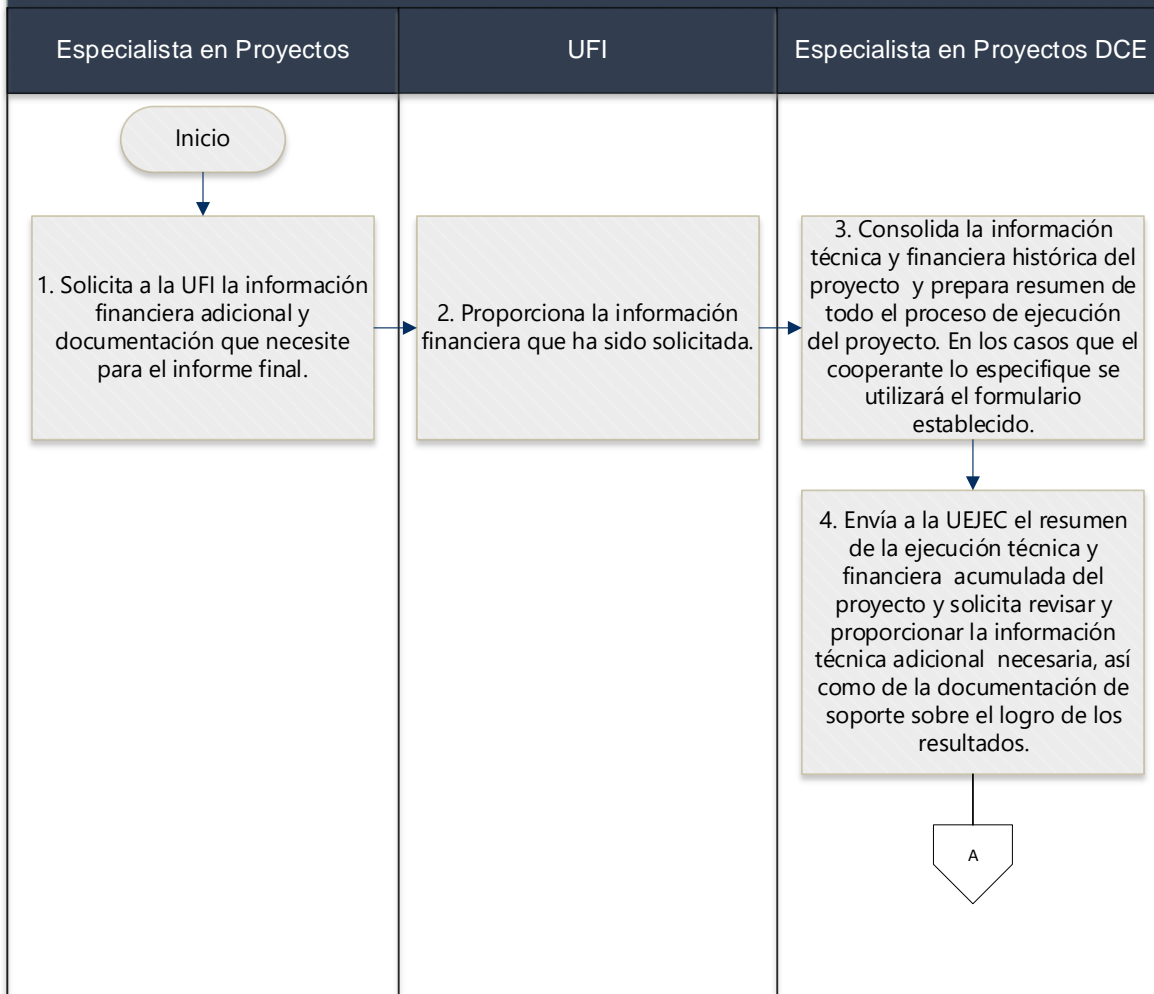 Especialista en Proyectos
UFI
Especialista en Proyectos DCE
Inicio
1. Solicita a la UFI la información
financiera adicional y
documentación que necesite
para el informe final.
2. Proporciona la información
financiera que ha sido solicitada.
3. Consolida la información
técnica y financiera histórica del
proyecto y prepara resumen de
todo el proceso de ejecución
del proyecto. En los casos que el
cooperante lo especifique se
utilizará el formulario
establecido.
4. Envía a la UEJEC el resumen
de la ejecución técnica y
financiera acumulada del
proyecto y solicita revisar y
proporcionar la información
técnica adicional necesaria, así
como de la documentación de
soporte sobre el logro de los
resultados.
A